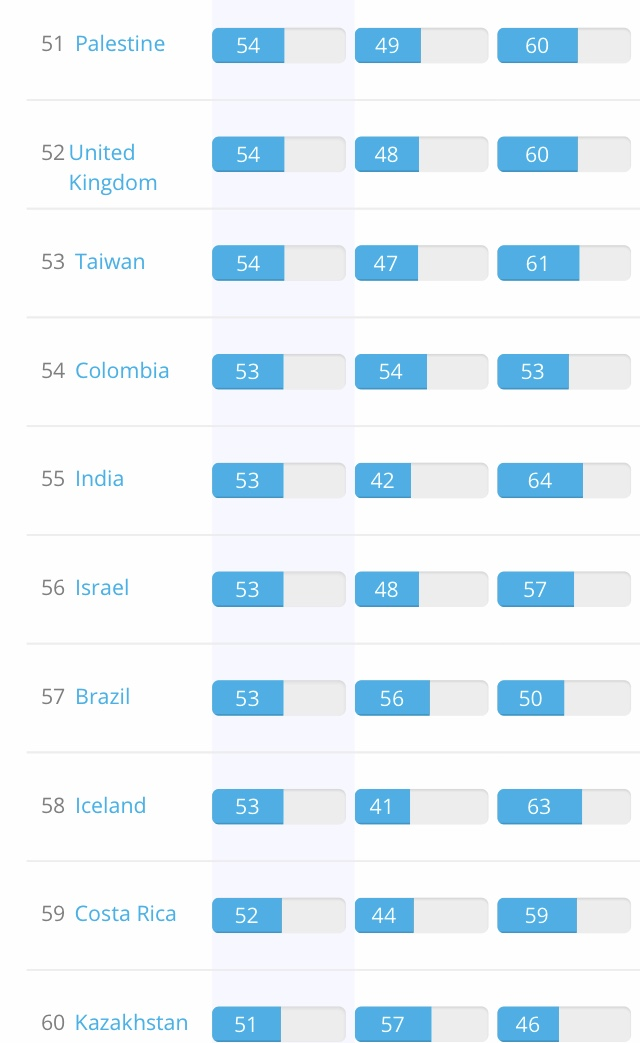 51 Palestine 54 49 60
52 United 54 48 60
Kingdom
53 Taiwan 54 47 61
54 Colombia 53 54 53
55 India 53 42 64
56 Israel 53 48 57
57 Brazil 53 56 50
58 Iceland 53 41 63
59 Costa Rica 52 44 59
60 Kazakhstan 51 57 46